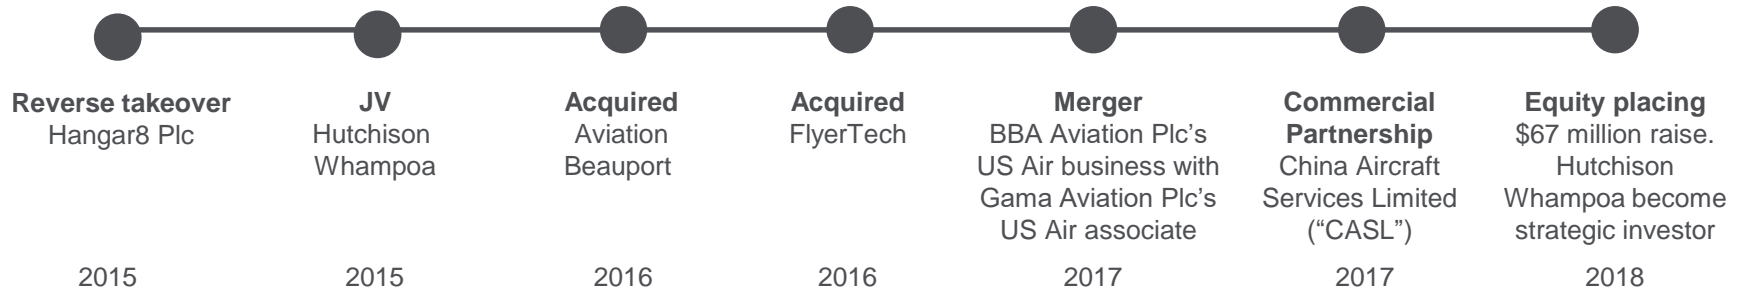 Reverse takeover
Hangar8 Plc
2015
JV
Hutchison
Whampoa
2015
Acquired
Aviation
Beauport
2016
Acquired
FlyerTech
2016
Merger
BBA Aviation Plc’s
US Air business with
Gama Aviation Plc’s
US Air associate
2017
Commercial
Partnership
China Aircraft
Services Limited
(“CASL”)
2017
Equity placing
$67 million raise.
Hutchison
Whampoa become
strategic investor
2018